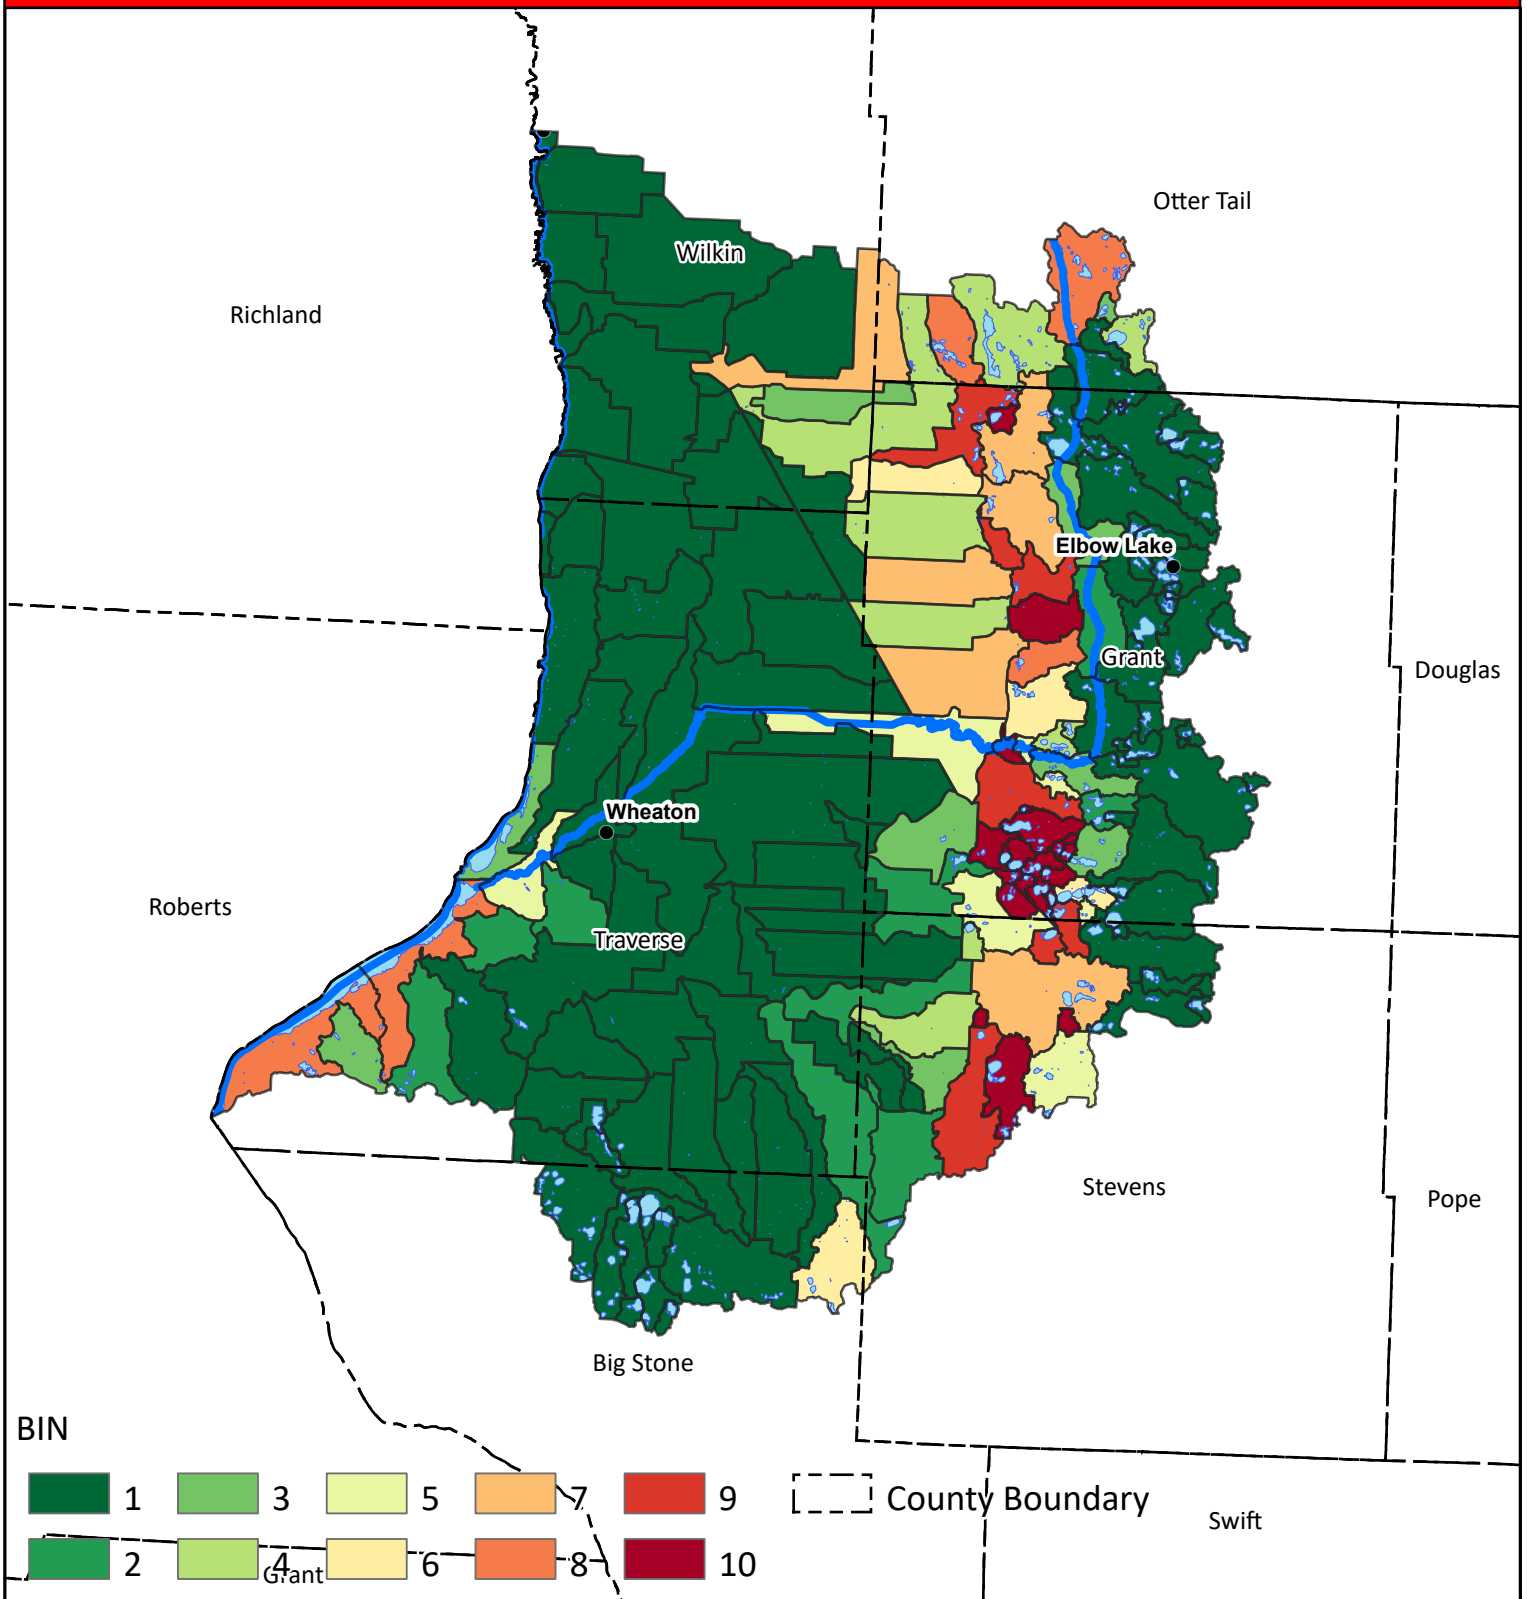 Otter Tail
Wilkin
Richland
Elbow Lake
Grant
Douglas
Wheaton
Roberts
Traverse
Stevens
Pope
Big Stone
BIN
1 3 5 7 9 County Boundary
Swift
2 4 6 8 10
Grant